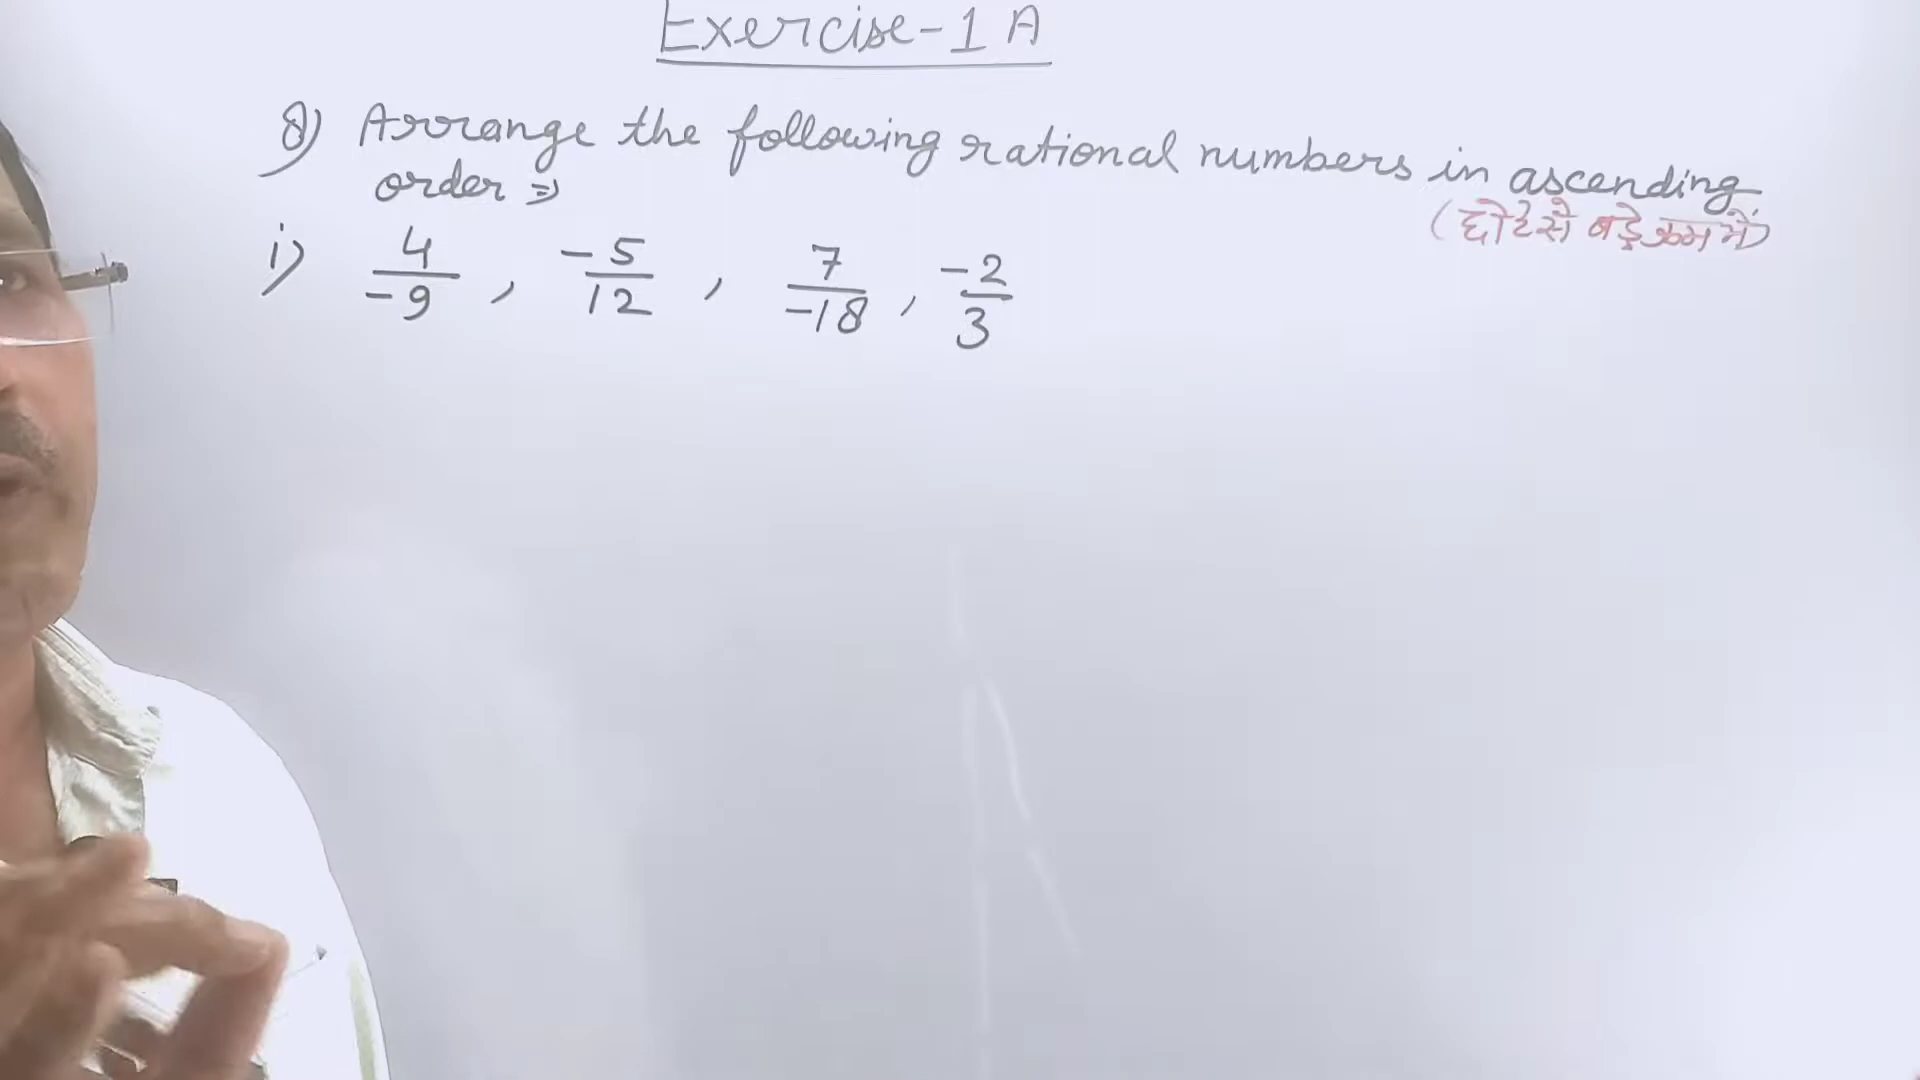 Exercise-1 A
8) Arrange the following rational numbers in ascending
order ⇒
(छोटे से बड़े क्रम में)
i) 4/-9 , -5/12 , 7/-18 , -2/3